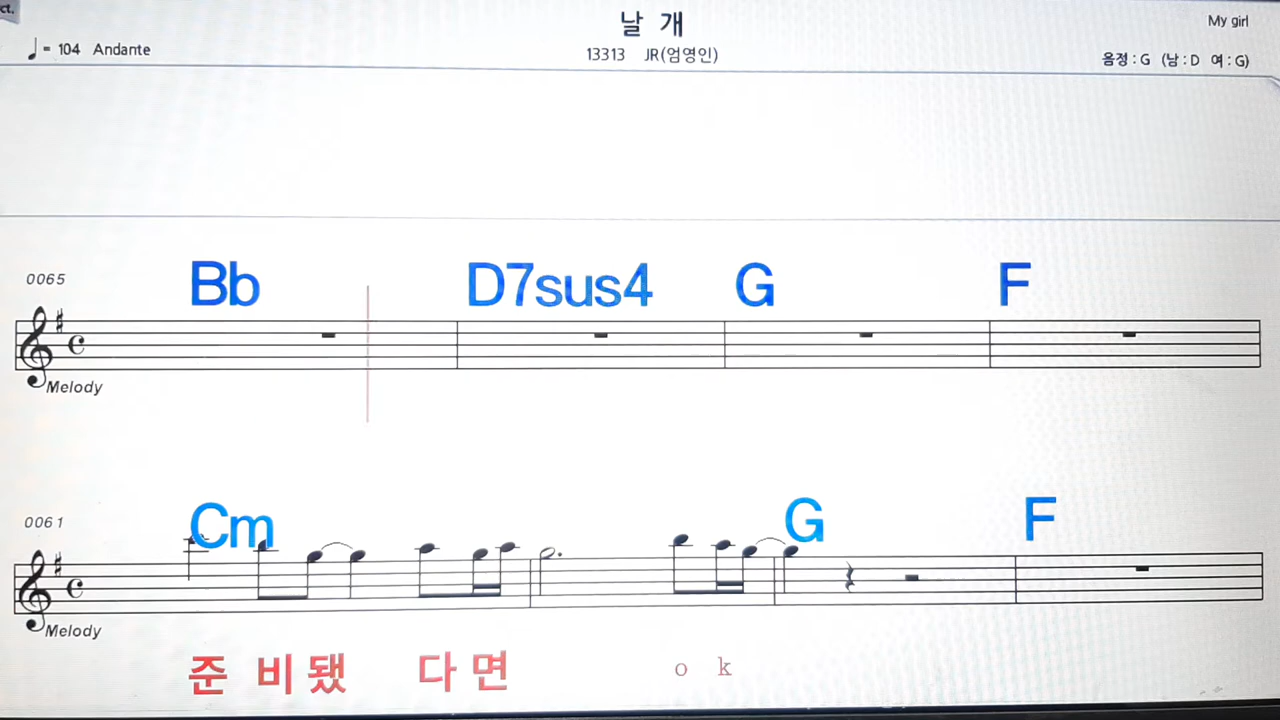 ct.
날 개
My girl
♩= 104 Andante
13313 JR(엄영인)
음정 : G (남 : D 여 : G)
0065
Bb D7sus4 G F
Melody
0061
Cm G F
Melody
준 비 됐 다 면 o k